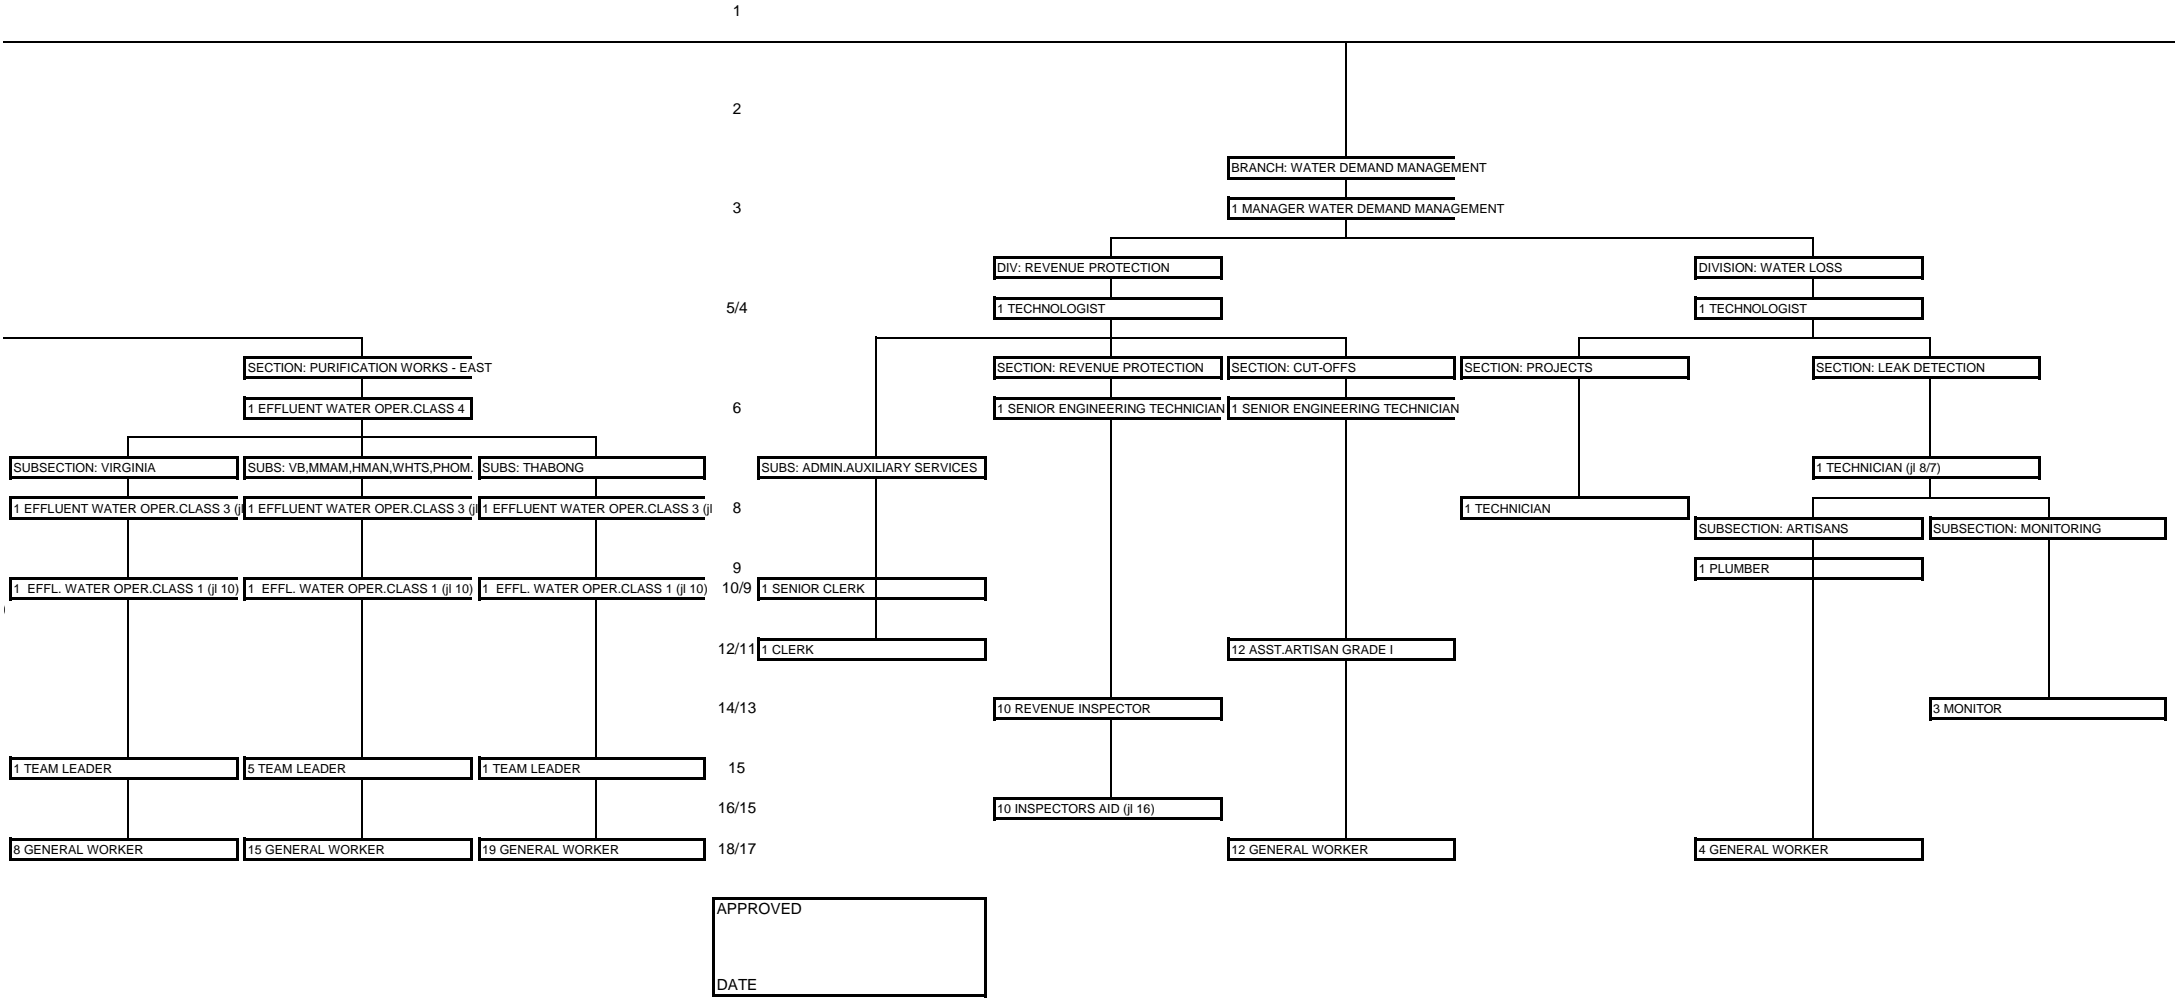 1
2
BRANCH: WATER DEMAND MANAGEMENT
3
1 MANAGER WATER DEMAND MANAGEMENT
DIV: REVENUE PROTECTION
DIVISION: WATER LOSS
5/4
1 TECHNOLOGIST
1 TECHNOLOGIST
SECTION: PURIFICATION WORKS - EAST
SECTION: REVENUE PROTECTION
SECTION: CUT-OFFS
SECTION: PROJECTS
SECTION: LEAK DETECTION
1 EFFLUENT WATER OPER.CLASS 4
6
1 SENIOR ENGINEERING TECHNICIAN
1 SENIOR ENGINEERING TECHNICIAN
SUBSECTION: VIRGINIA
SUBS: VB,MMAM,HMAN,WHTS,PHOM.
SUBS: THABONG
SUBS: ADMIN.AUXILIARY SERVICES
1 TECHNICIAN (jl 8/7)
1 EFFLUENT WATER OPER.CLASS 3 (jl
1 EFFLUENT WATER OPER.CLASS 3 (jl
1 EFFLUENT WATER OPER.CLASS 3 (jl
8
1 TECHNICIAN
SUBSECTION: ARTISANS
SUBSECTION: MONITORING
9
1 PLUMBER
1 EFFL. WATER OPER.CLASS 1 (jl 10)
1 EFFL. WATER OPER.CLASS 1 (jl 10)
1 EFFL. WATER OPER.CLASS 1 (jl 10)
10/9
1 SENIOR CLERK
12/11
1 CLERK
12 ASST.ARTISAN GRADE I
14/13
10 REVENUE INSPECTOR
3 MONITOR
1 TEAM LEADER
5 TEAM LEADER
1 TEAM LEADER
15
16/15
10 INSPECTORS AID (jl 16)
8 GENERAL WORKER
15 GENERAL WORKER
19 GENERAL WORKER
18/17
12 GENERAL WORKER
4 GENERAL WORKER
APPROVED
DATE